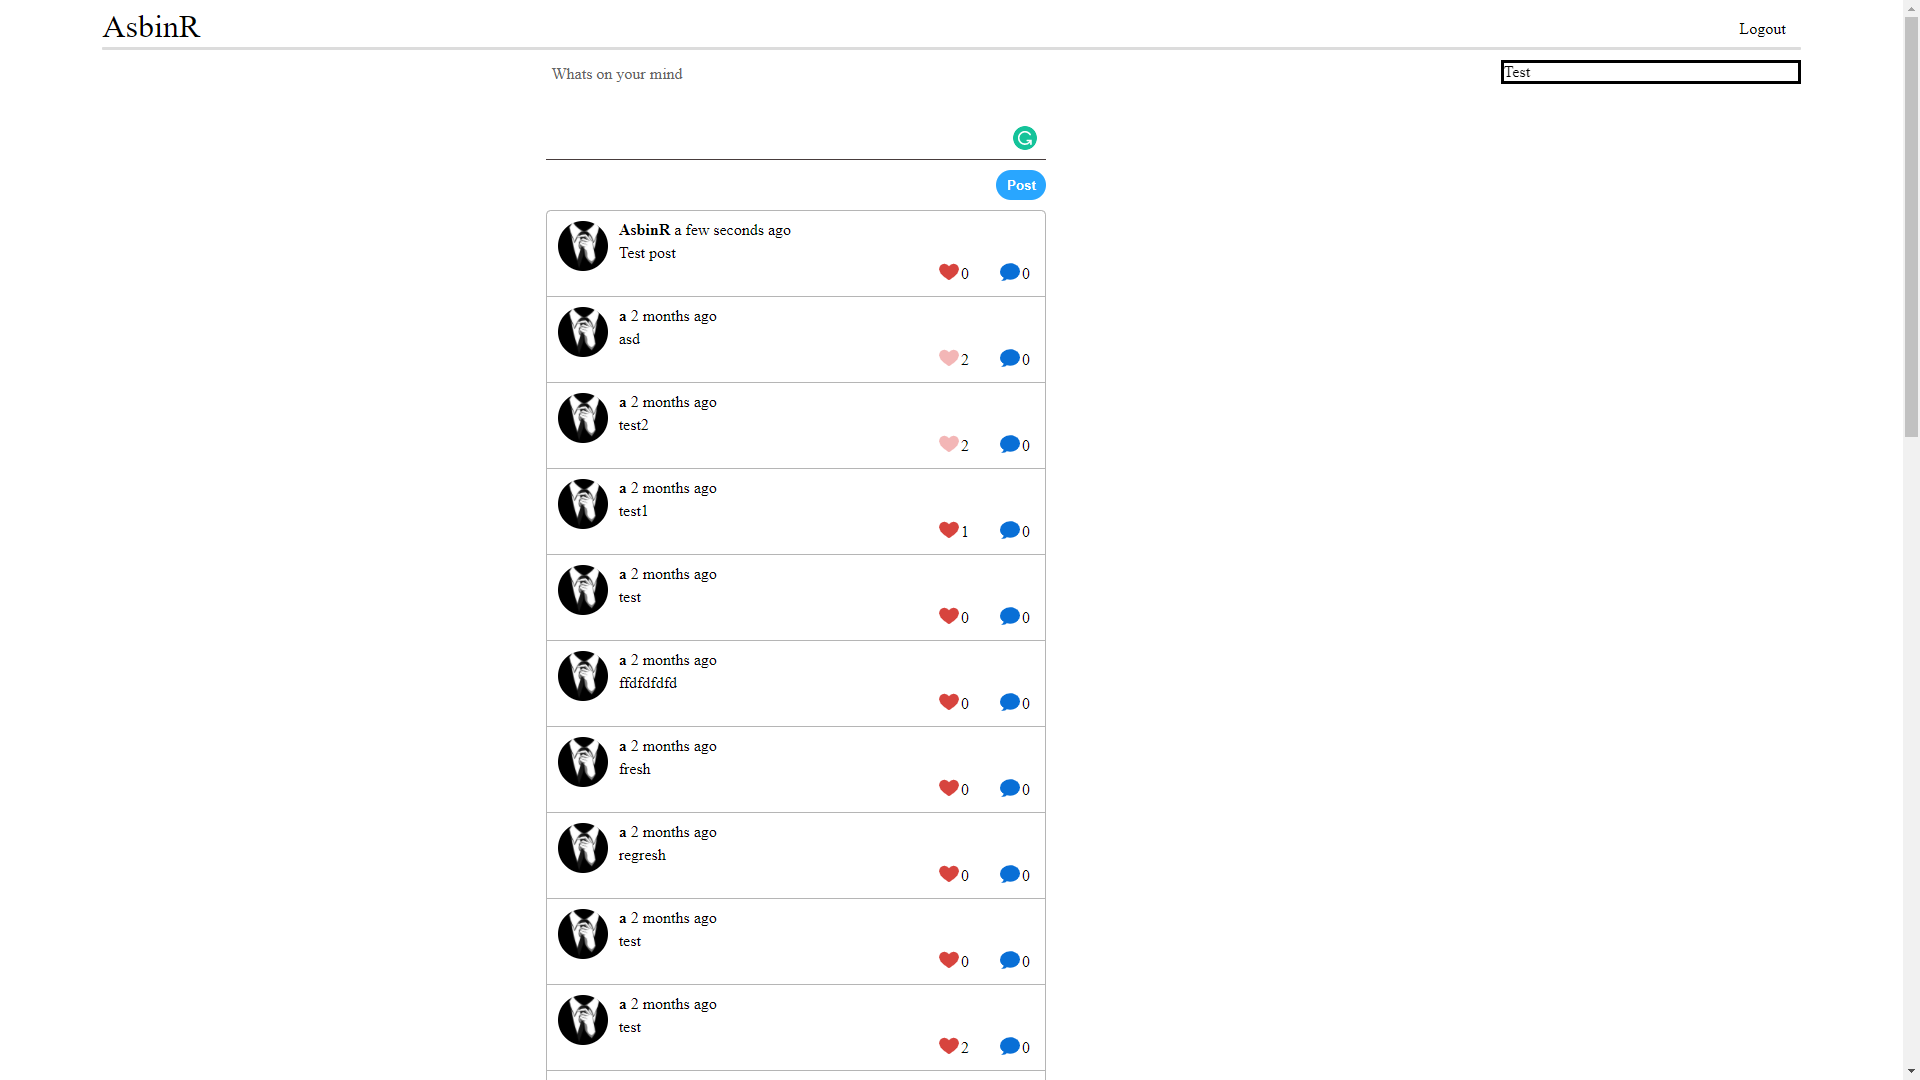 AsbinR
Logout
Whats on your mind
Test
Post
AsbinR a few seconds ago
Test post
0 0
a 2 months ago
asd
2 0
a 2 months ago
test2
2 0
a 2 months ago
test1
1 0
a 2 months ago
test
0 0
a 2 months ago
ffdfdfdfd
0 0
a 2 months ago
fresh
0 0
a 2 months ago
regresh
0 0
a 2 months ago
test
0 0
a 2 months ago
test
2 0